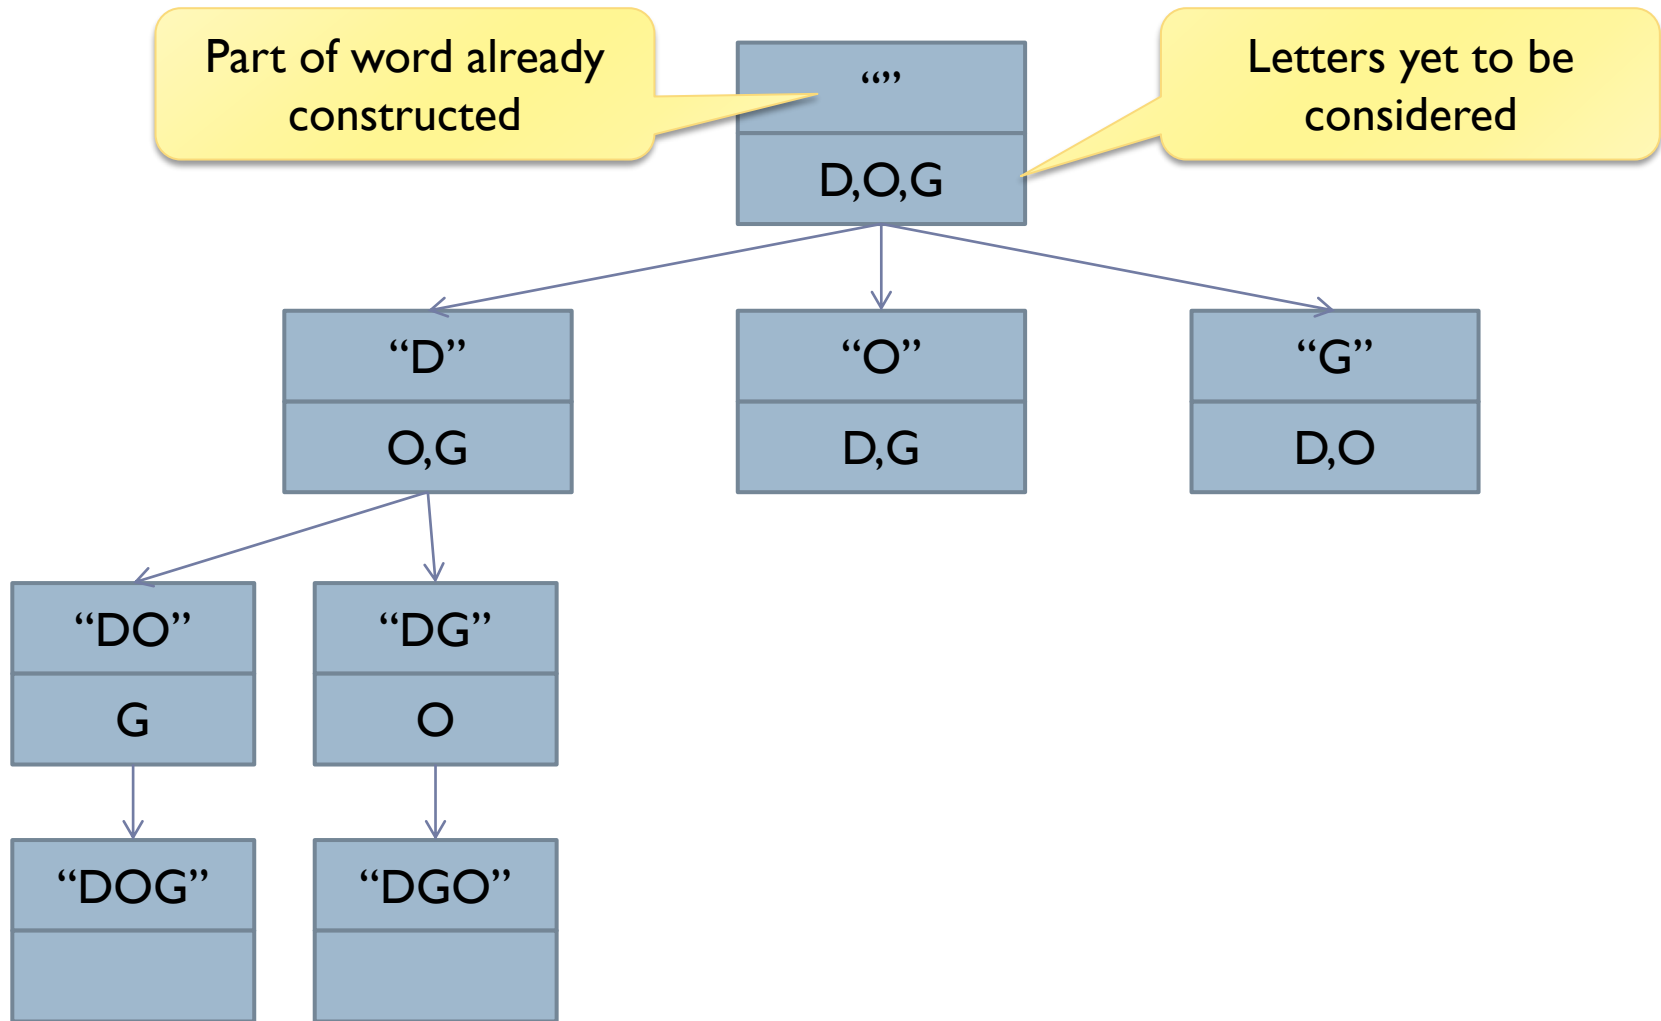 Part of word already
constructed
“”
D,O,G
Letters yet to be
considered
“D”
O,G
“O”
D,G
“G”
D,O
“DO”
G
“DG”
O
“DOG”
“DGO”